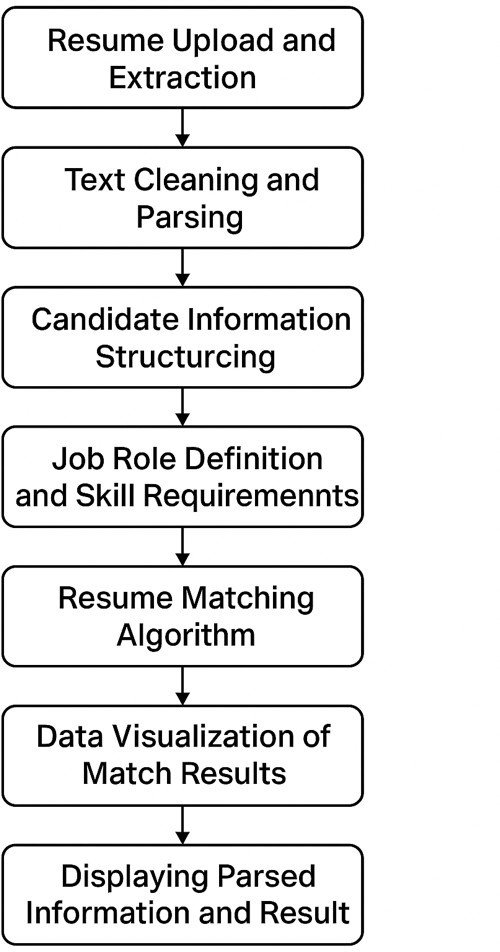 Resume Upload and
Extraction
Text Cleaning and
Parsing
Candidate Information
Structurcing
Job Role Definition
and Skill Requiremennts
Resume Matching
Algorithm
Data Visualization of
Match Results
Displaying Parsed
Information and Result